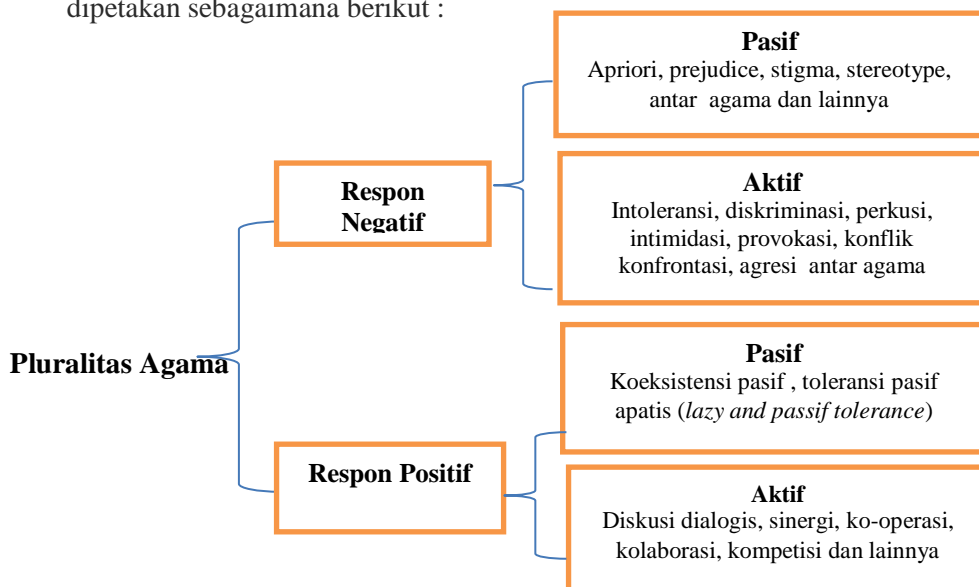 dipetakan sebagaimana berikut :
Pasif
Apriori, prejudice, stigma, stereotype,
antar agama dan lainnya
Respon
Negatif
Aktif
Intoleransi, diskriminasi, perkusi,
intimidasi, provokasi, konflik
konfrontasi, agresi antar agama
Pluralitas Agama
Pasif
Koeksistensi pasif , toleransi pasif
apatis (lazy and passif tolerance)
Respon Positif
Aktif
Diskusi dialogis, sinergi, ko-operasi,
kolaborasi, kompetisi dan lainnya